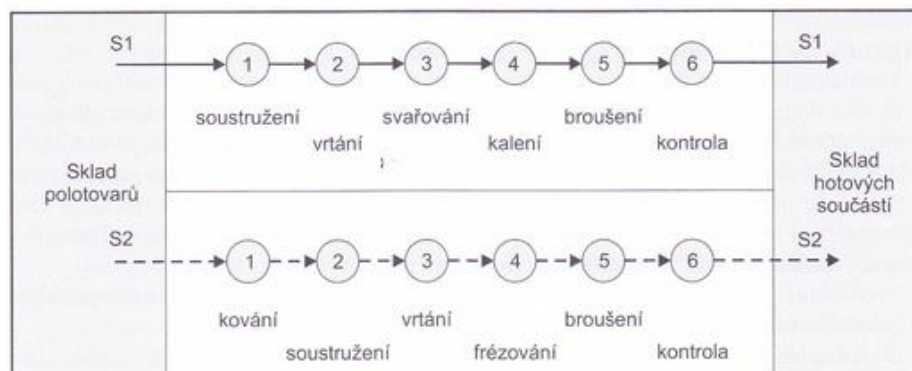 S1
S1
1 2 3 4 5 6
soustružení svařování broušení
vrtání kalení kontrola
Sklad
polotovarů
Sklad
hotových
součástí
S2
S2
1 2 3 4 5 6
kování vrtání broušení
soustružení frézování kontrola